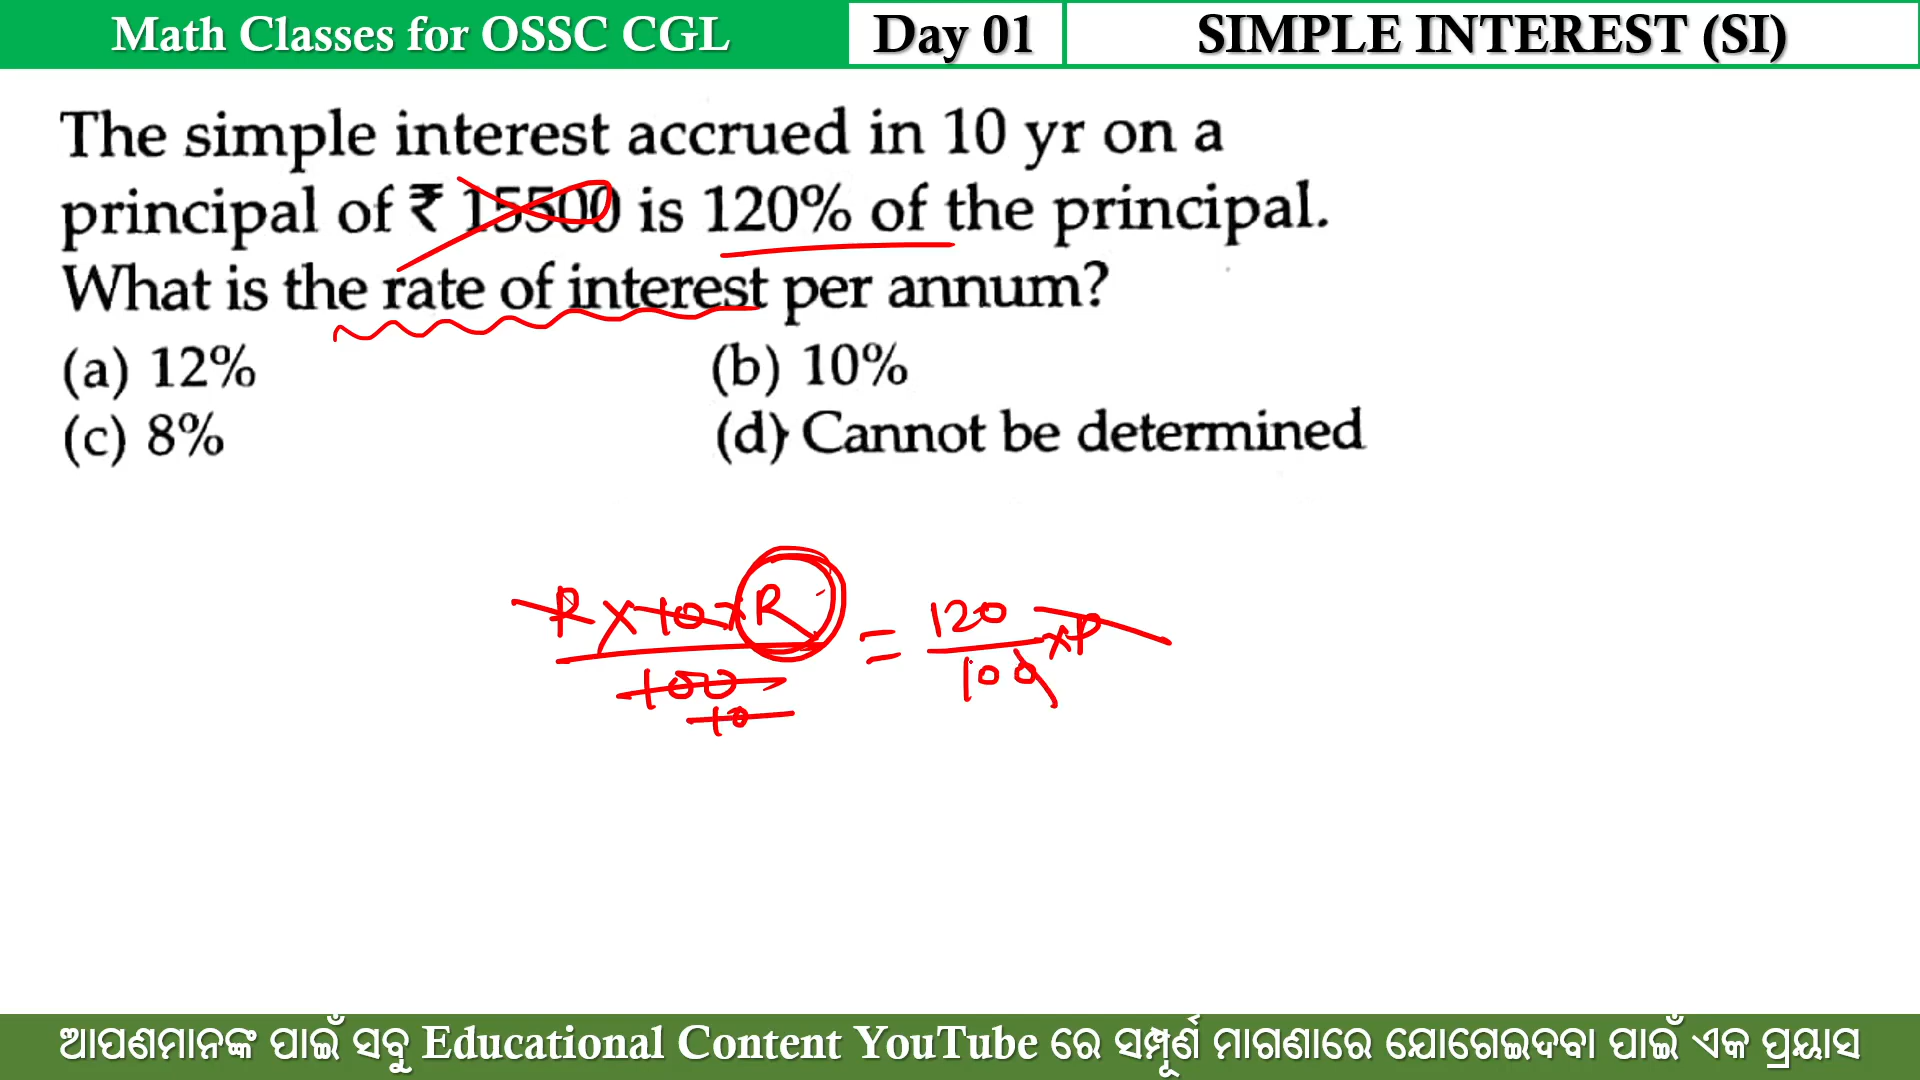 Math Classes for OSSC CGL Day 01 SIMPLE INTEREST (SI)
The simple interest accrued in 10 yr on a
principal of ₹ 15500 is 120% of the principal.
What is the rate of interest per annum?
(a) 12% (b) 10%
(c) 8% (d) Cannot be determined
P × 10 × R = 120 × P
100 100
10
ଆପଣମାନଙ୍କ ପାଇଁ ସବୁ Educational Content YouTube ରେ ସମ୍ପୂର୍ଣ ମାଗଣାରେ ଯୋଗେଇଦବା ପାଇଁ ଏକ ପ୍ରୟାସ